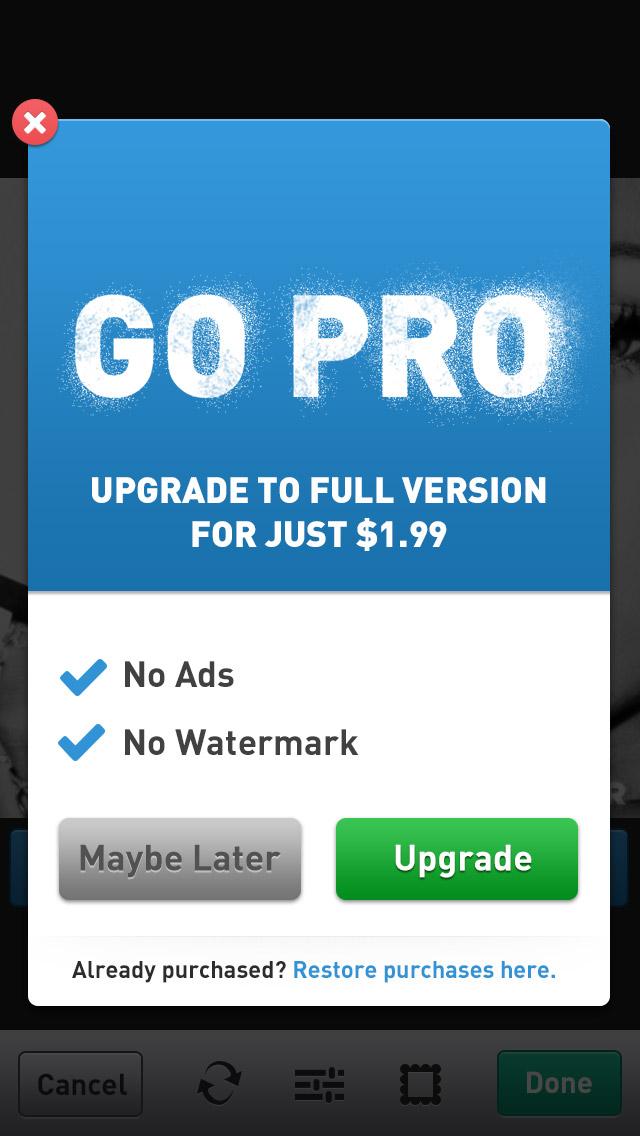 GO PRO
UPGRADE TO FULL VERSION
FOR JUST $1.99
No Ads
No Watermark
Maybe Later
Upgrade
Already purchased? Restore purchases here.
Cancel
Done